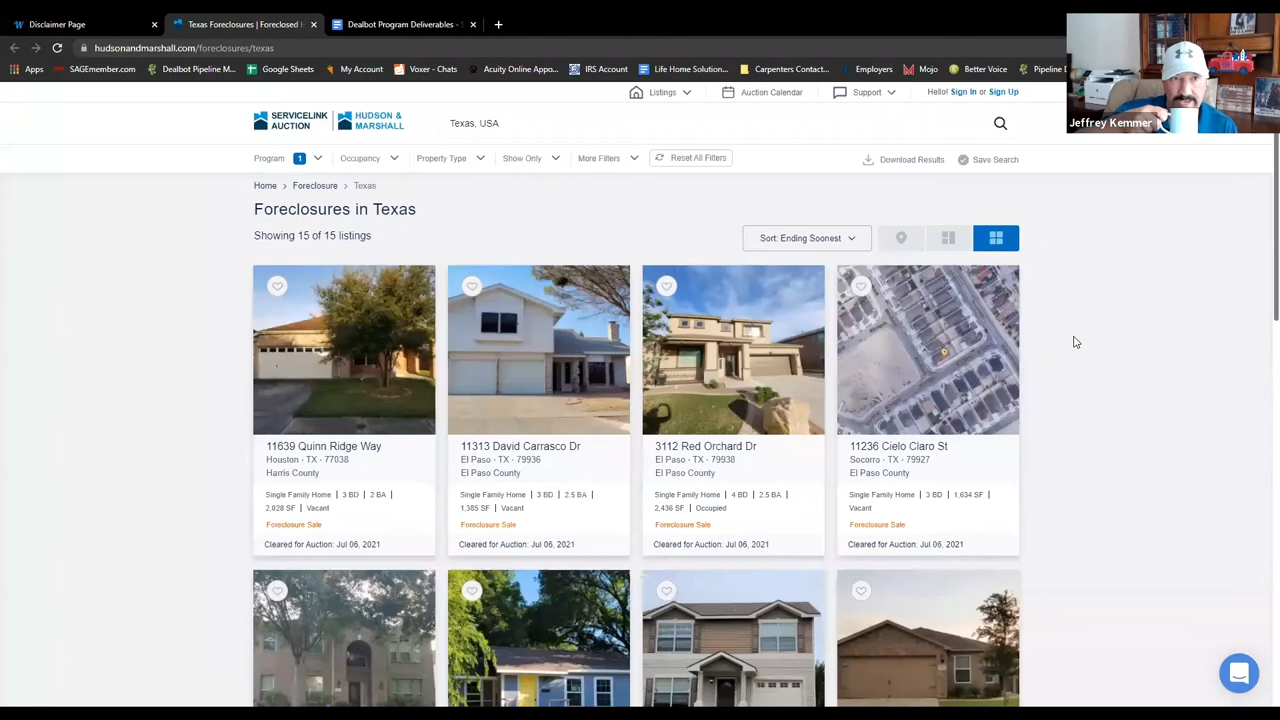 Disclaimer Page
Texas Foreclosures | Foreclosed H
Dealbot Program Deliverables -
hudsonandmarshall.com/foreclosures/texas
Apps SAGEmember.com Dealbot Pipeline M... Google Sheets My Account Voxer - Chats Acuity Online Appo... IRS Account Life Home Solution... Carpenter Contact... Employers Mojo Better Voice Pipeline D
Jeffrey Kemmer
Listings Auction Calendar Support Hello! Sign In or Sign Up
SERVICELINK AUCTION HUDSON & MARSHALL
Texas, USA
Program 1 Occupancy Property Type Show Only More Filters Reset All Filters Download Results Save Search
Home > Foreclosure > Texas
Foreclosures in Texas
Showing 15 of 15 listings
Sort: Ending Soonest
11639 Quinn Ridge Way
Houston · TX · 77038
Harris County
Single Family Home | 3 BD | 2 BA |
2,028 SF | Vacant
Foreclosure Sale
Cleared for Auction: Jul 06, 2021
11313 David Carrasco Dr
El Paso · TX · 79936
El Paso County
Single Family Home | 3 BD | 2.5 BA |
1,385 SF | Vacant
Foreclosure Sale
Cleared for Auction: Jul 06, 2021
3112 Red Orchard Dr
El Paso · TX · 79938
El Paso County
Single Family Home | 4 BD | 2.5 BA |
2,436 SF | Occupied
Foreclosure Sale
Cleared for Auction: Jul 06, 2021
11236 Cielo Claro St
Socorro · TX · 79927
El Paso County
Single Family Home | 3 BD | 1,634 SF |
Vacant
Foreclosure Sale
Cleared for Auction: Jul 06, 2021